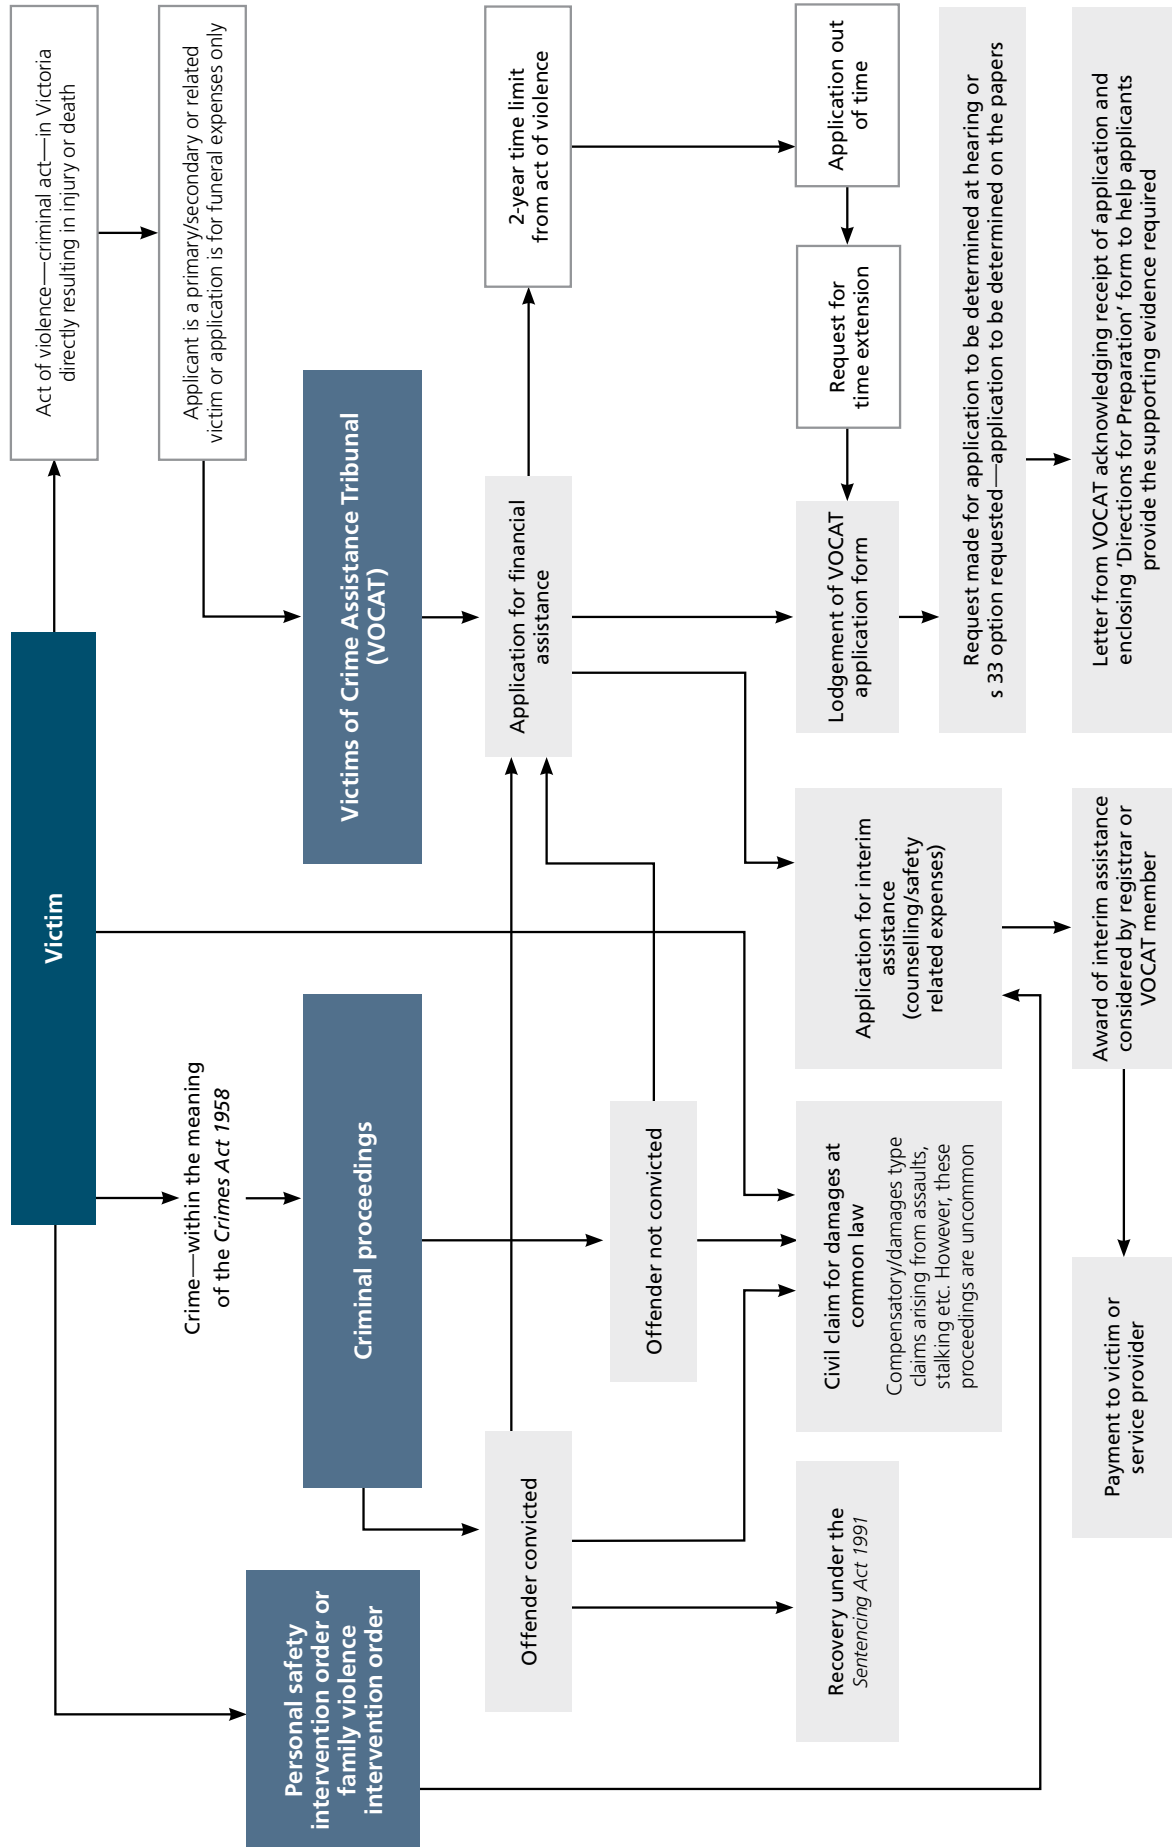 Victim
Crime—within the meaning
of the Crimes Act 1958
Act of violence—criminal act—in Victoria
directly resulting in injury or death
Applicant is a primary/secondary or related
victim or application is for funeral expenses only
Personal safety
intervention order or
family violence
intervention order
Criminal proceedings
Victims of Crime Assistance Tribunal
(VOCAT)
Offender convicted
Application for financial
assistance
2-year time limit
from act of violence
Offender not convicted
Recovery under the
Sentencing Act 1991
Civil claim for damages at
common law
Compensatory/damages type
claims arising from assaults,
stalking etc. However, these
proceedings are uncommon
Application for interim
assistance
(counselling/safety
related expenses)
Lodgement of VOCAT
application form
Request for
time extension
Application out
of time
Request made for application to be determined at hearing or
s 33 option requested—application to be determined on the papers
Payment to victim or
service provider
Award of interim assistance
considered by registrar or
VOCAT member
Letter from VOCAT acknowledging receipt of application and
enclosing ‘Directions for Preparation’ form to help applicants
provide the supporting evidence required